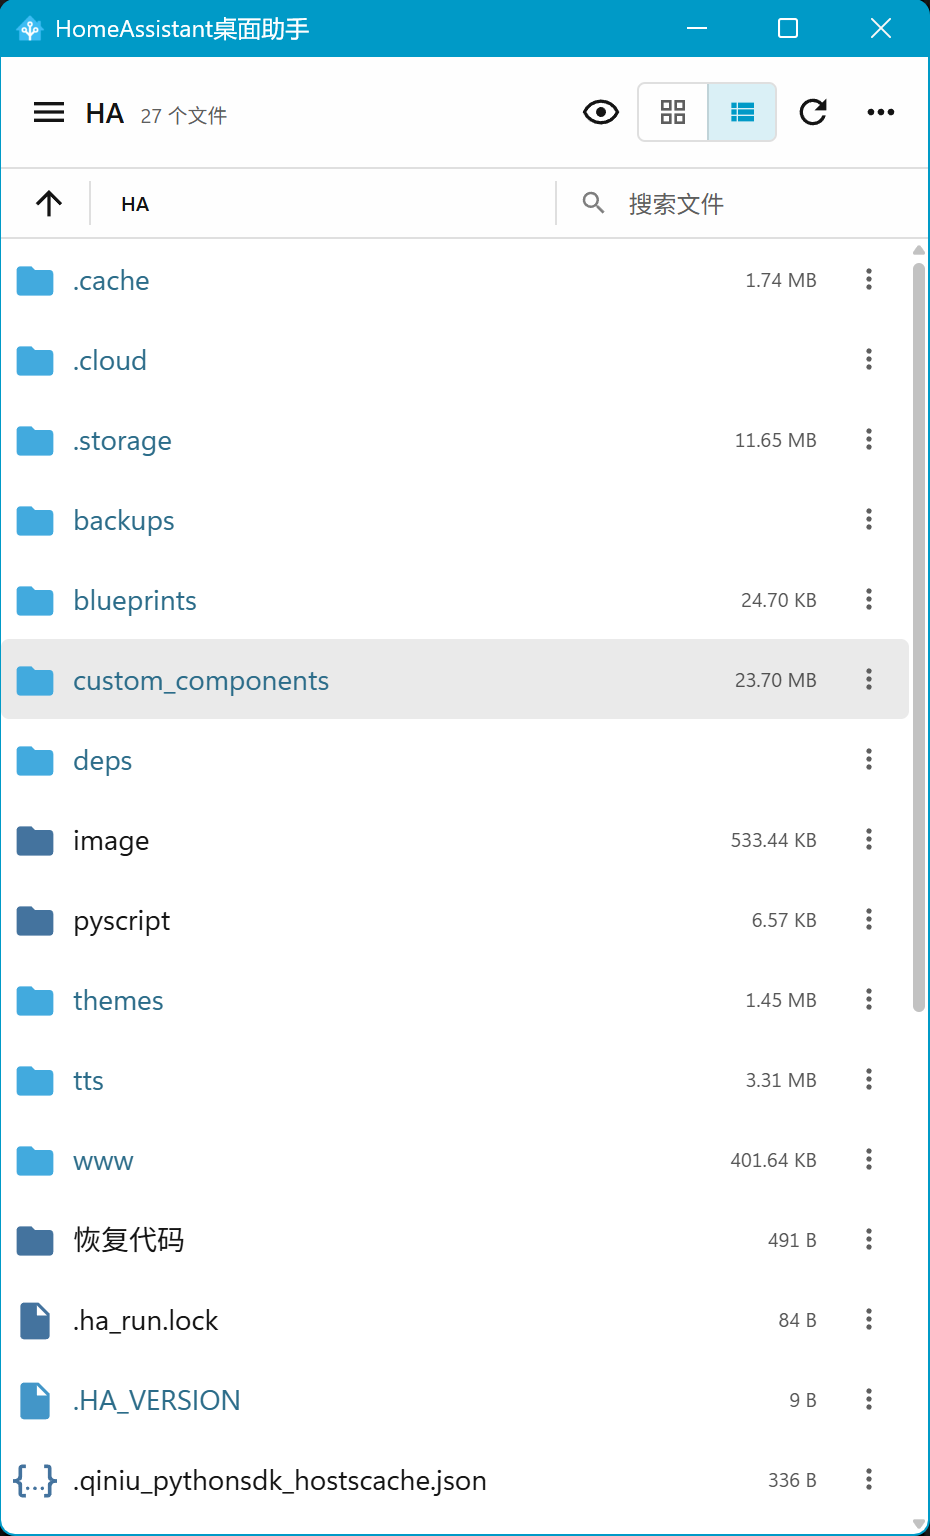 HomeAssistant桌面助手
HA 27 个文件
HA 搜索文件
.cache 1.74 MB
.cloud
.storage 11.65 MB
backups
blueprints 24.70 KB
custom_components 23.70 MB
deps
image 533.44 KB
pyscript 6.57 KB
themes 1.45 MB
tts 3.31 MB
www 401.64 KB
恢复代码 491 B
.ha_run.lock 84 B
.HA_VERSION 9 B
{...} .qiniu_pythonsdk_hostscache.json 336 B